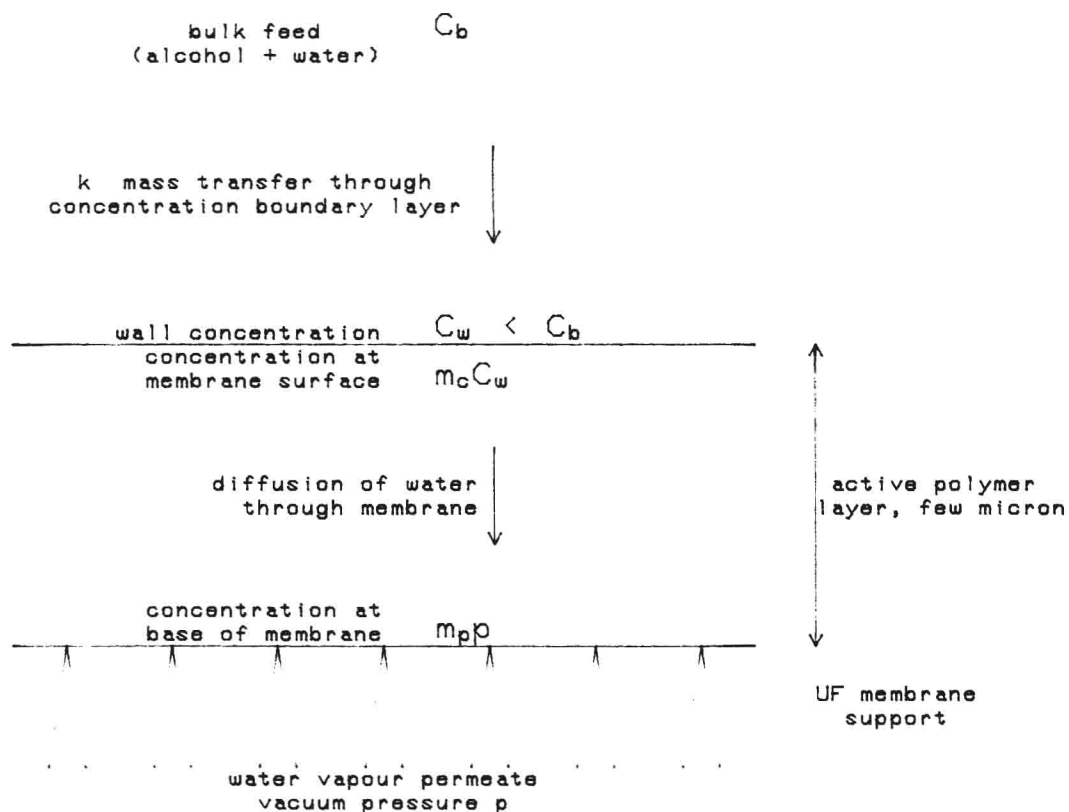 bulk feed C_b
(alcohol + water)
k mass transfer through
concentration boundary layer
wall concentration C_w < C_b
concentration at
membrane surface m_cC_w
diffusion of water
through membrane
active polymer
layer, few micron
concentration at
base of membrane m_pp
UF membrane
support
water vapour permeate
vacuum pressure p